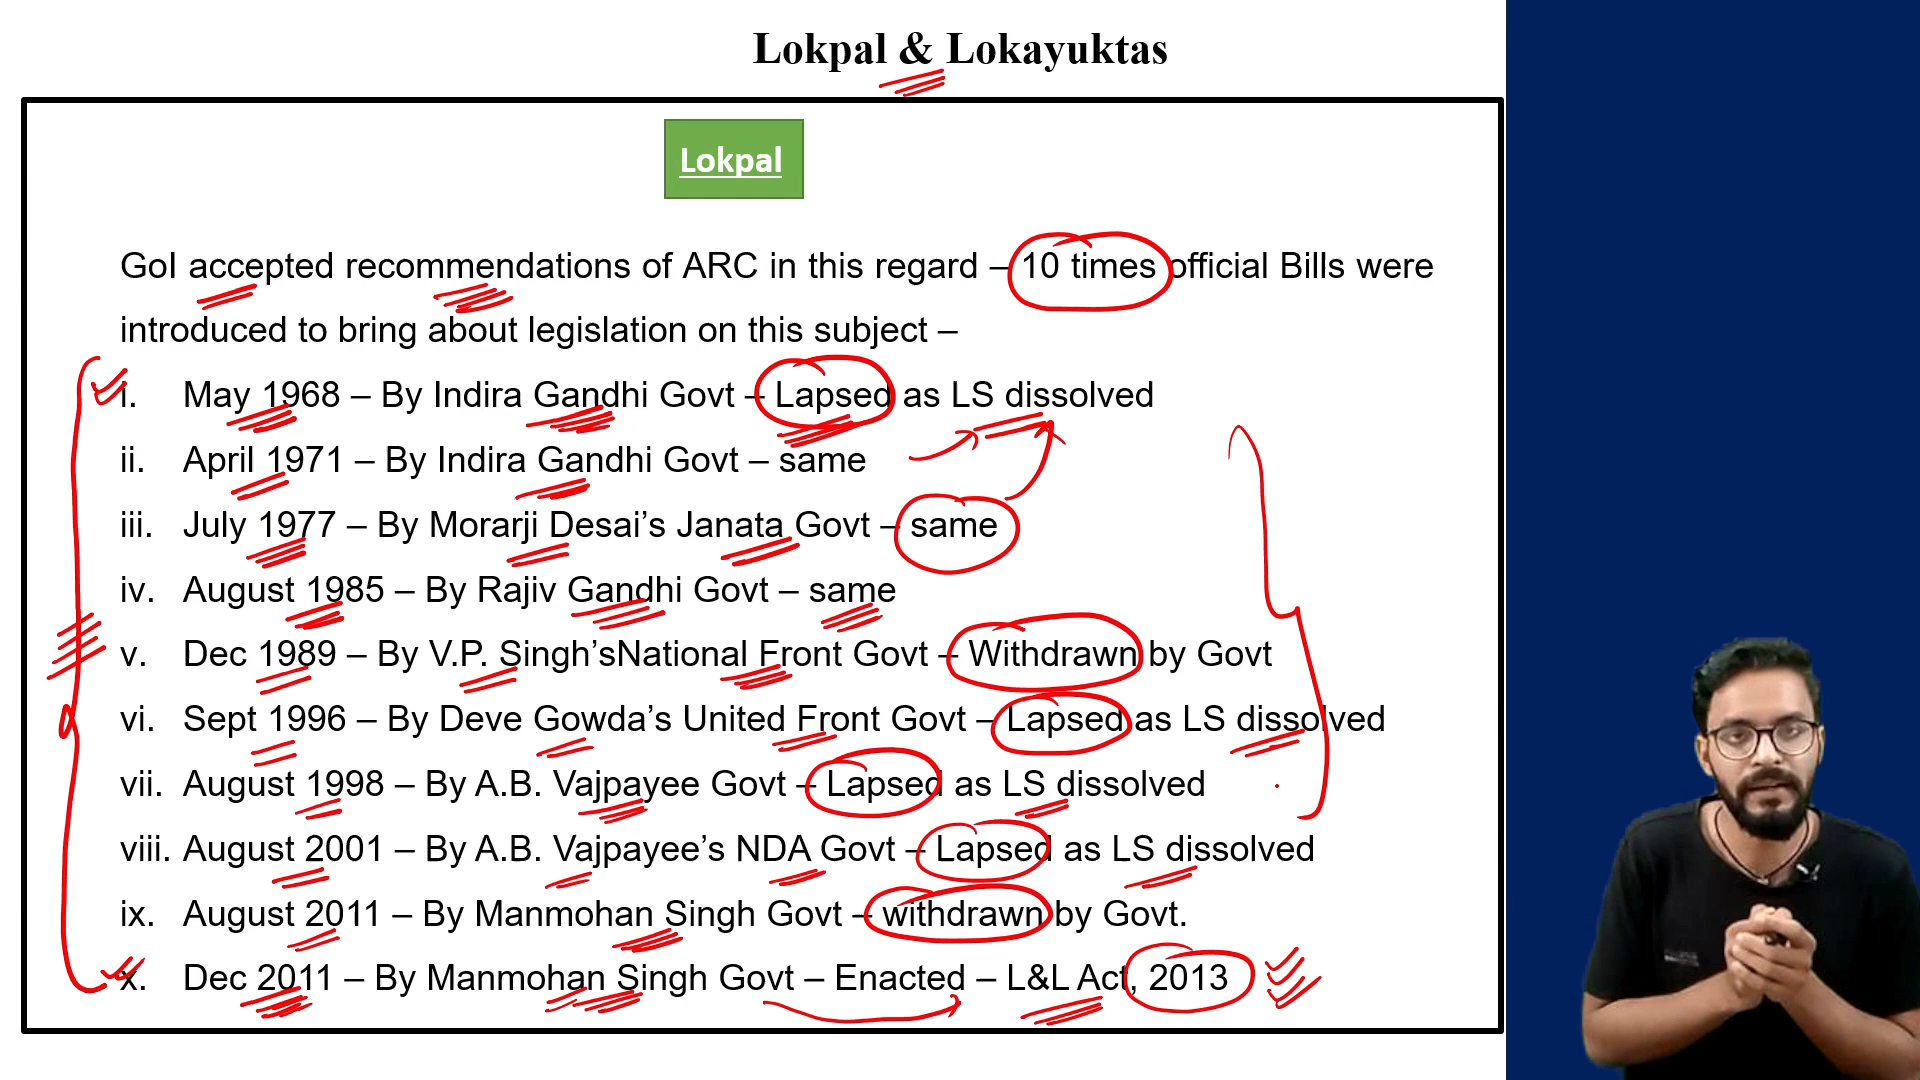 Lokpal & Lokayuktas
Lokpal
GoI accepted recommendations of ARC in this regard – 10 times official Bills were
introduced to bring about legislation on this subject –
i. May 1968 – By Indira Gandhi Govt – Lapsed as LS dissolved
ii. April 1971 – By Indira Gandhi Govt – same
iii. July 1977 – By Morarji Desai’s Janata Govt – same
iv. August 1985 – By Rajiv Gandhi Govt – same
v. Dec 1989 – By V.P. Singh’sNational Front Govt – Withdrawn by Govt
vi. Sept 1996 – By Deve Gowda’s United Front Govt – Lapsed as LS dissolved
vii. August 1998 – By A.B. Vajpayee Govt – Lapsed as LS dissolved
viii. August 2001 – By A.B. Vajpayee’s NDA Govt – Lapsed as LS dissolved
ix. August 2011 – By Manmohan Singh Govt – withdrawn by Govt.
x. Dec 2011 – By Manmohan Singh Govt – Enacted – L&L Act, 2013